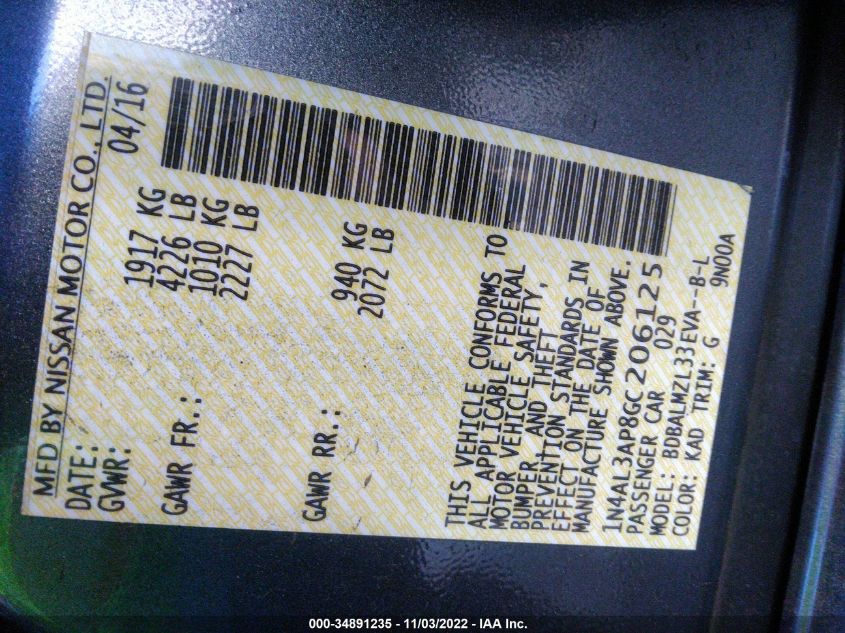 MFD BY NISSAN MOTOR CO., LTD.
DATE: 04/16
GVWR: 1917 KG
4226 LB
GAWR FR.: 1010 KG
2227 LB
GAWR RR.: 940 KG
2072 LB
THIS VEHICLE CONFORMS TO
ALL APPLICABLE FEDERAL
MOTOR VEHICLE SAFETY,
BUMPER, AND THEFT
PREVENTION STANDARDS IN
EFFECT ON THE DATE OF
MANUFACTURE SHOWN ABOVE.
1N4AL3AP8GC206125
PASSENGER CAR 029
MODEL: BDBALMZL33EVA--B-L
COLOR: KAD TRIM: G 9N00A
000-34891235 - 11/03/2022 - IAA Inc.